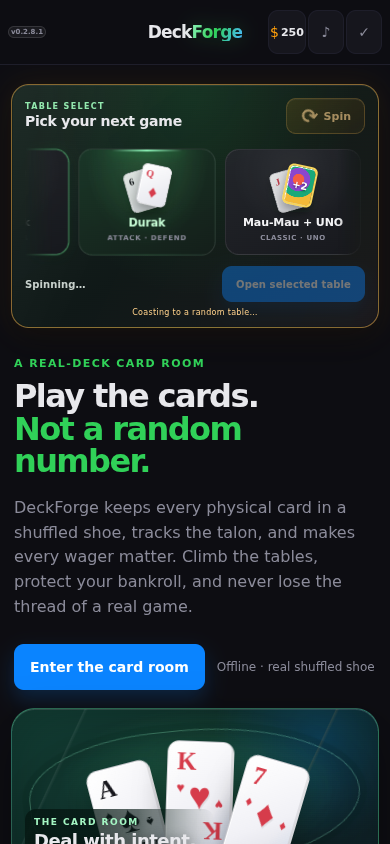 v0.2.8.1
DeckForge
$ 250
♪
✓
TABLE SELECT
Pick your next game
⟳ Spin
6
Q
Durak
ATTACK · DEFEND
J
+2
Mau-Mau + UNO
CLASSIC · UNO
Spinning…
Open selected table
Coasting to a random table…
A REAL-DECK CARD ROOM
Play the cards.
Not a random
number.
DeckForge keeps every physical card in a
shuffled shoe, tracks the talon, and makes
every wager matter. Climb the tables,
protect your bankroll, and never lose the
thread of a real game.
Enter the card room
Offline · real shuffled shoe
A
K
7
THE CARD ROOM
Deal with intent
K